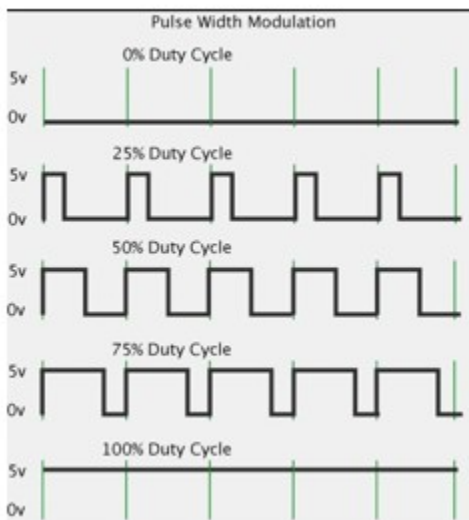 Pulse Width Modulation
0% Duty Cycle
5v
0v
25% Duty Cycle
5v
0v
50% Duty Cycle
5v
0v
75% Duty Cycle
5v
0v
100% Duty Cycle
5v
0v